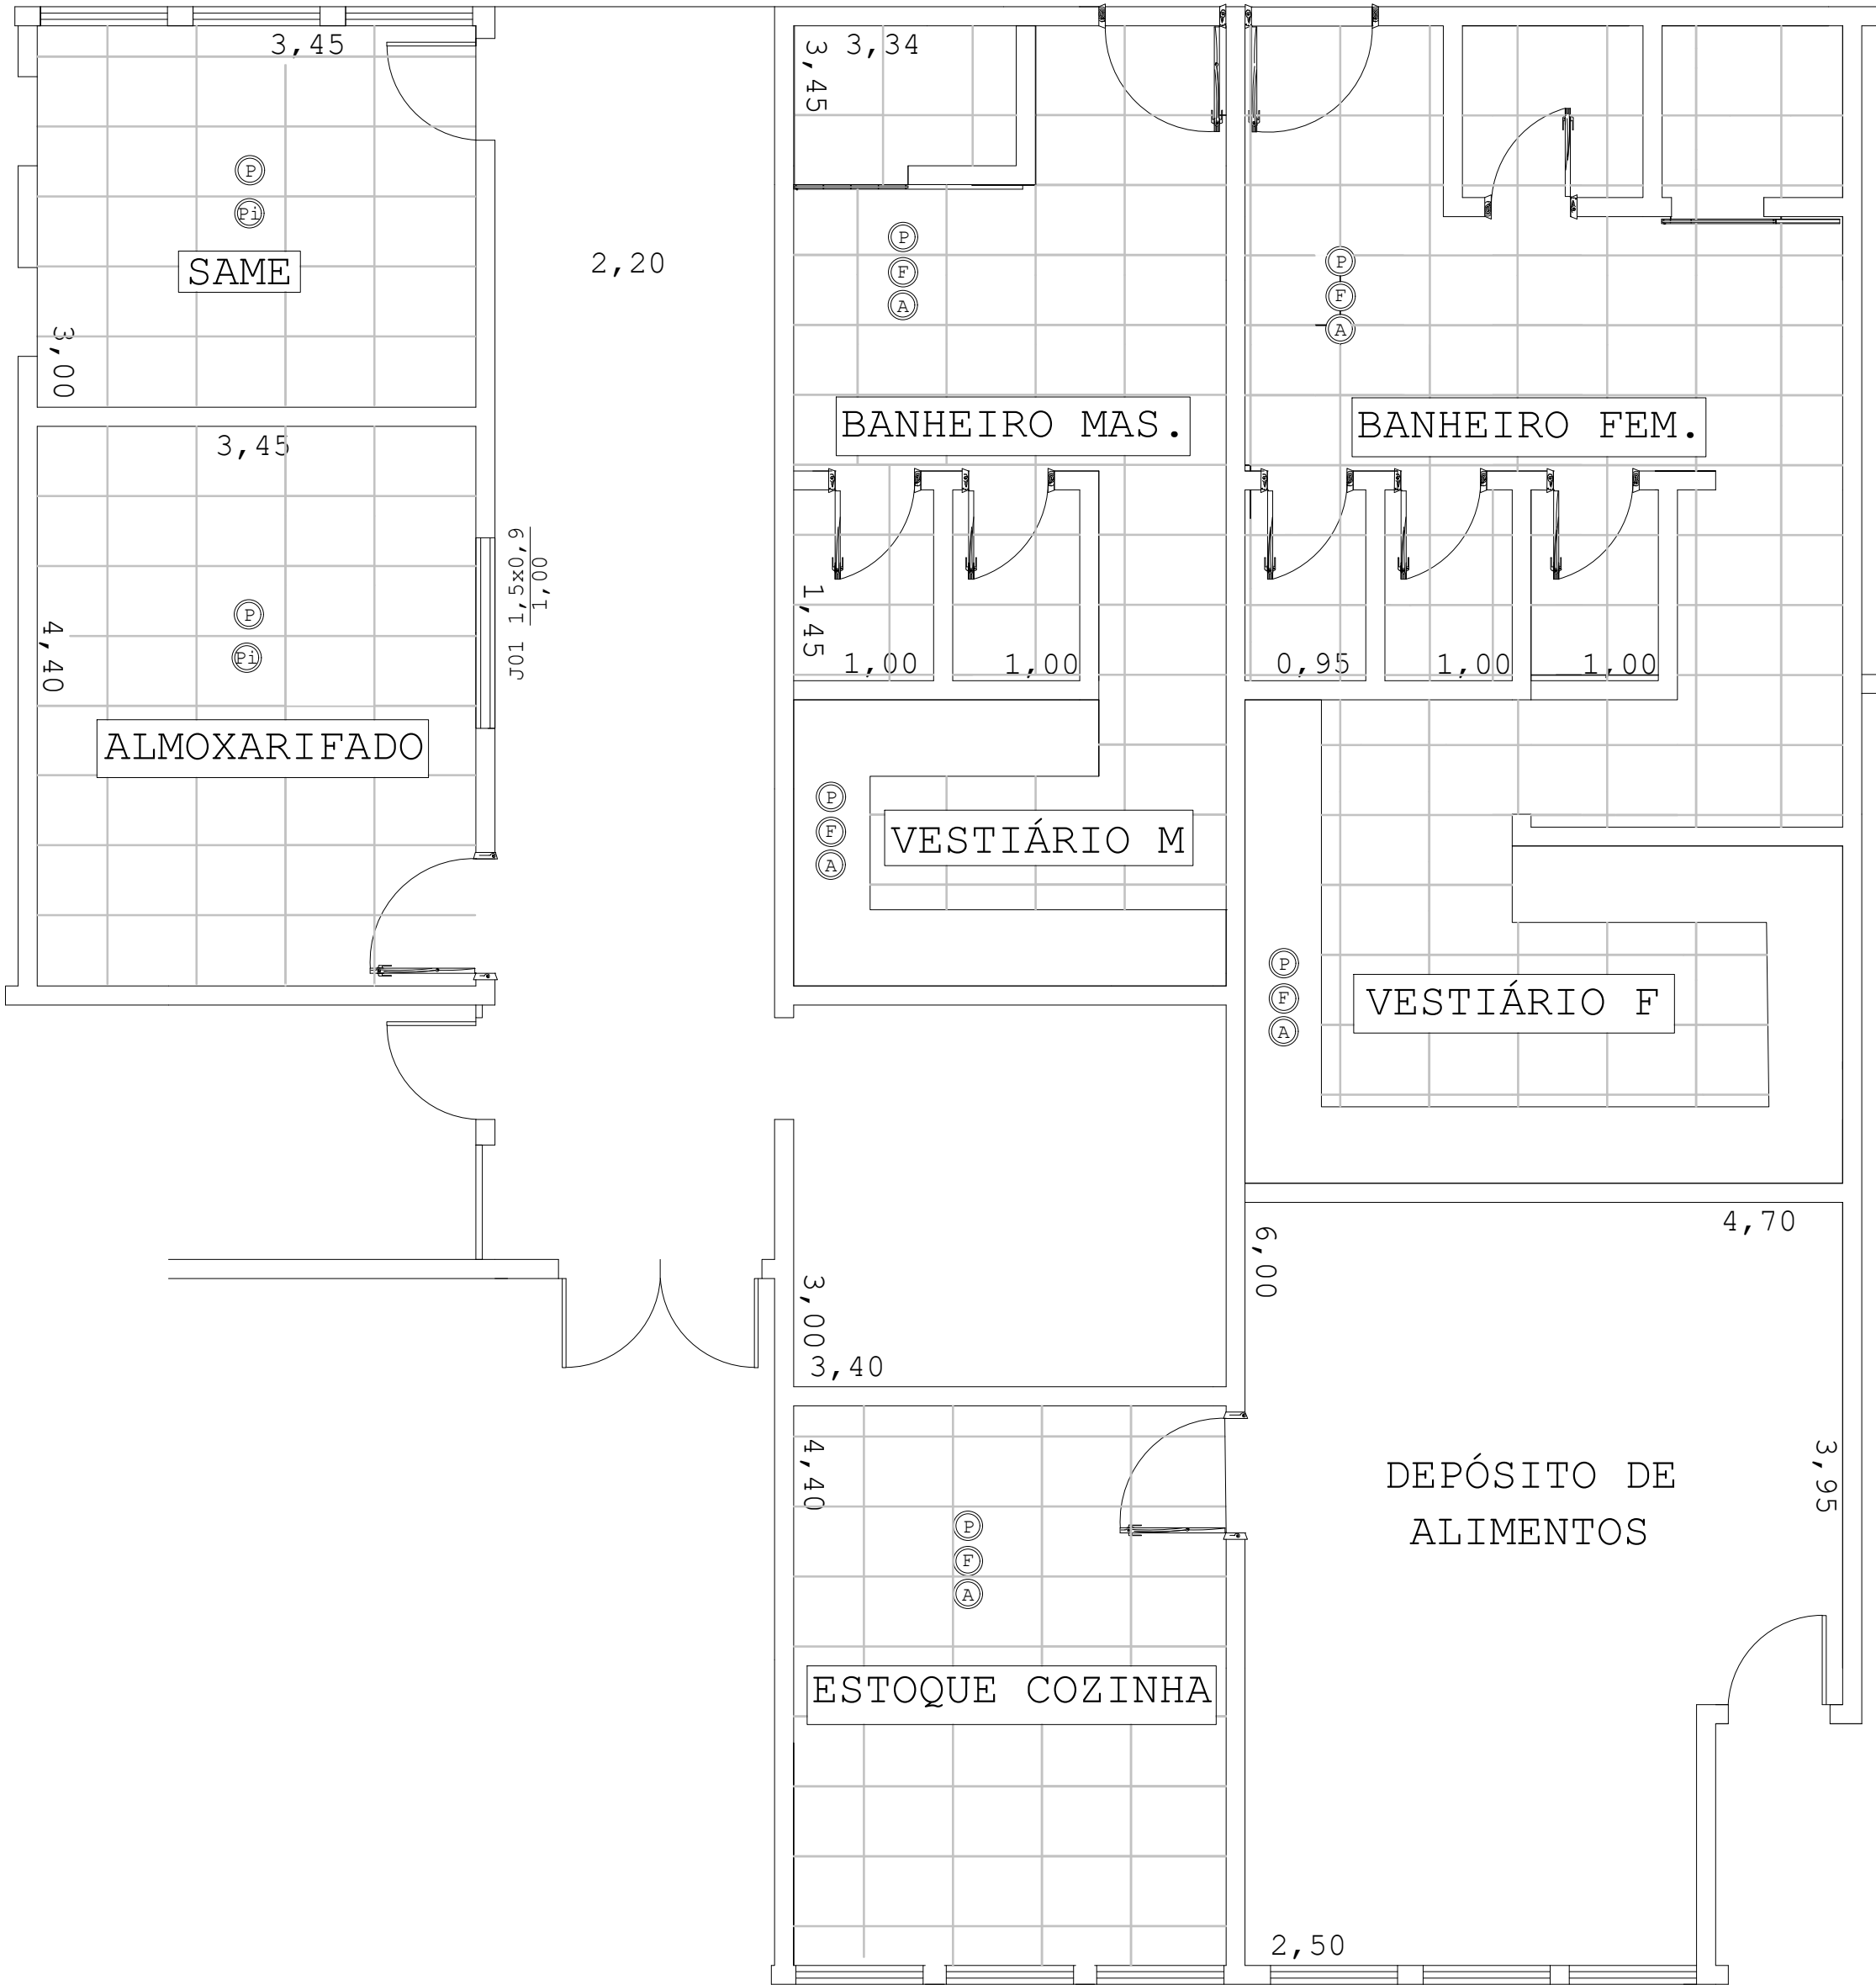 3,45
P
Pi
SAME
3,00
2,20
3,34
3,45
P
F
A
P
F
A
BANHEIRO MAS.
BANHEIRO FEM.
3,45
P
Pi
4,40
ALMOXARIFADO
J01 1,5x0,9
1,00
1,45
1,00
1,00
0,95
1,00
1,00
P
F
A
VESTIÁRIO M
P
F
A
VESTIÁRIO F
4,70
6,00
3,00
3,40
4,40
P
F
A
DEPÓSITO DE
ALIMENTOS
3,95
ESTOQUE COZINHA
2,50